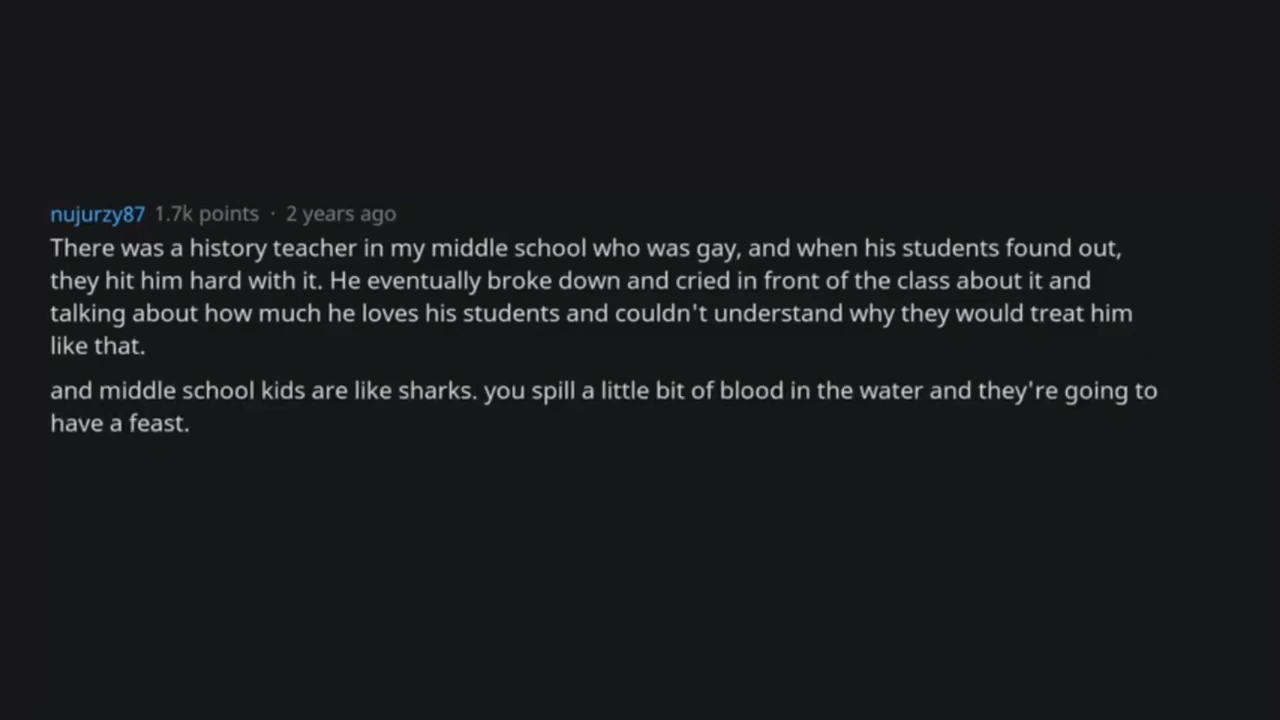 nujurzy87 1.7k points · 2 years ago
There was a history teacher in my middle school who was gay, and when his students found out,
they hit him hard with it. He eventually broke down and cried in front of the class about it and
talking about how much he loves his students and couldn't understand why they would treat him
like that.
and middle school kids are like sharks. you spill a little bit of blood in the water and they're going to
have a feast.